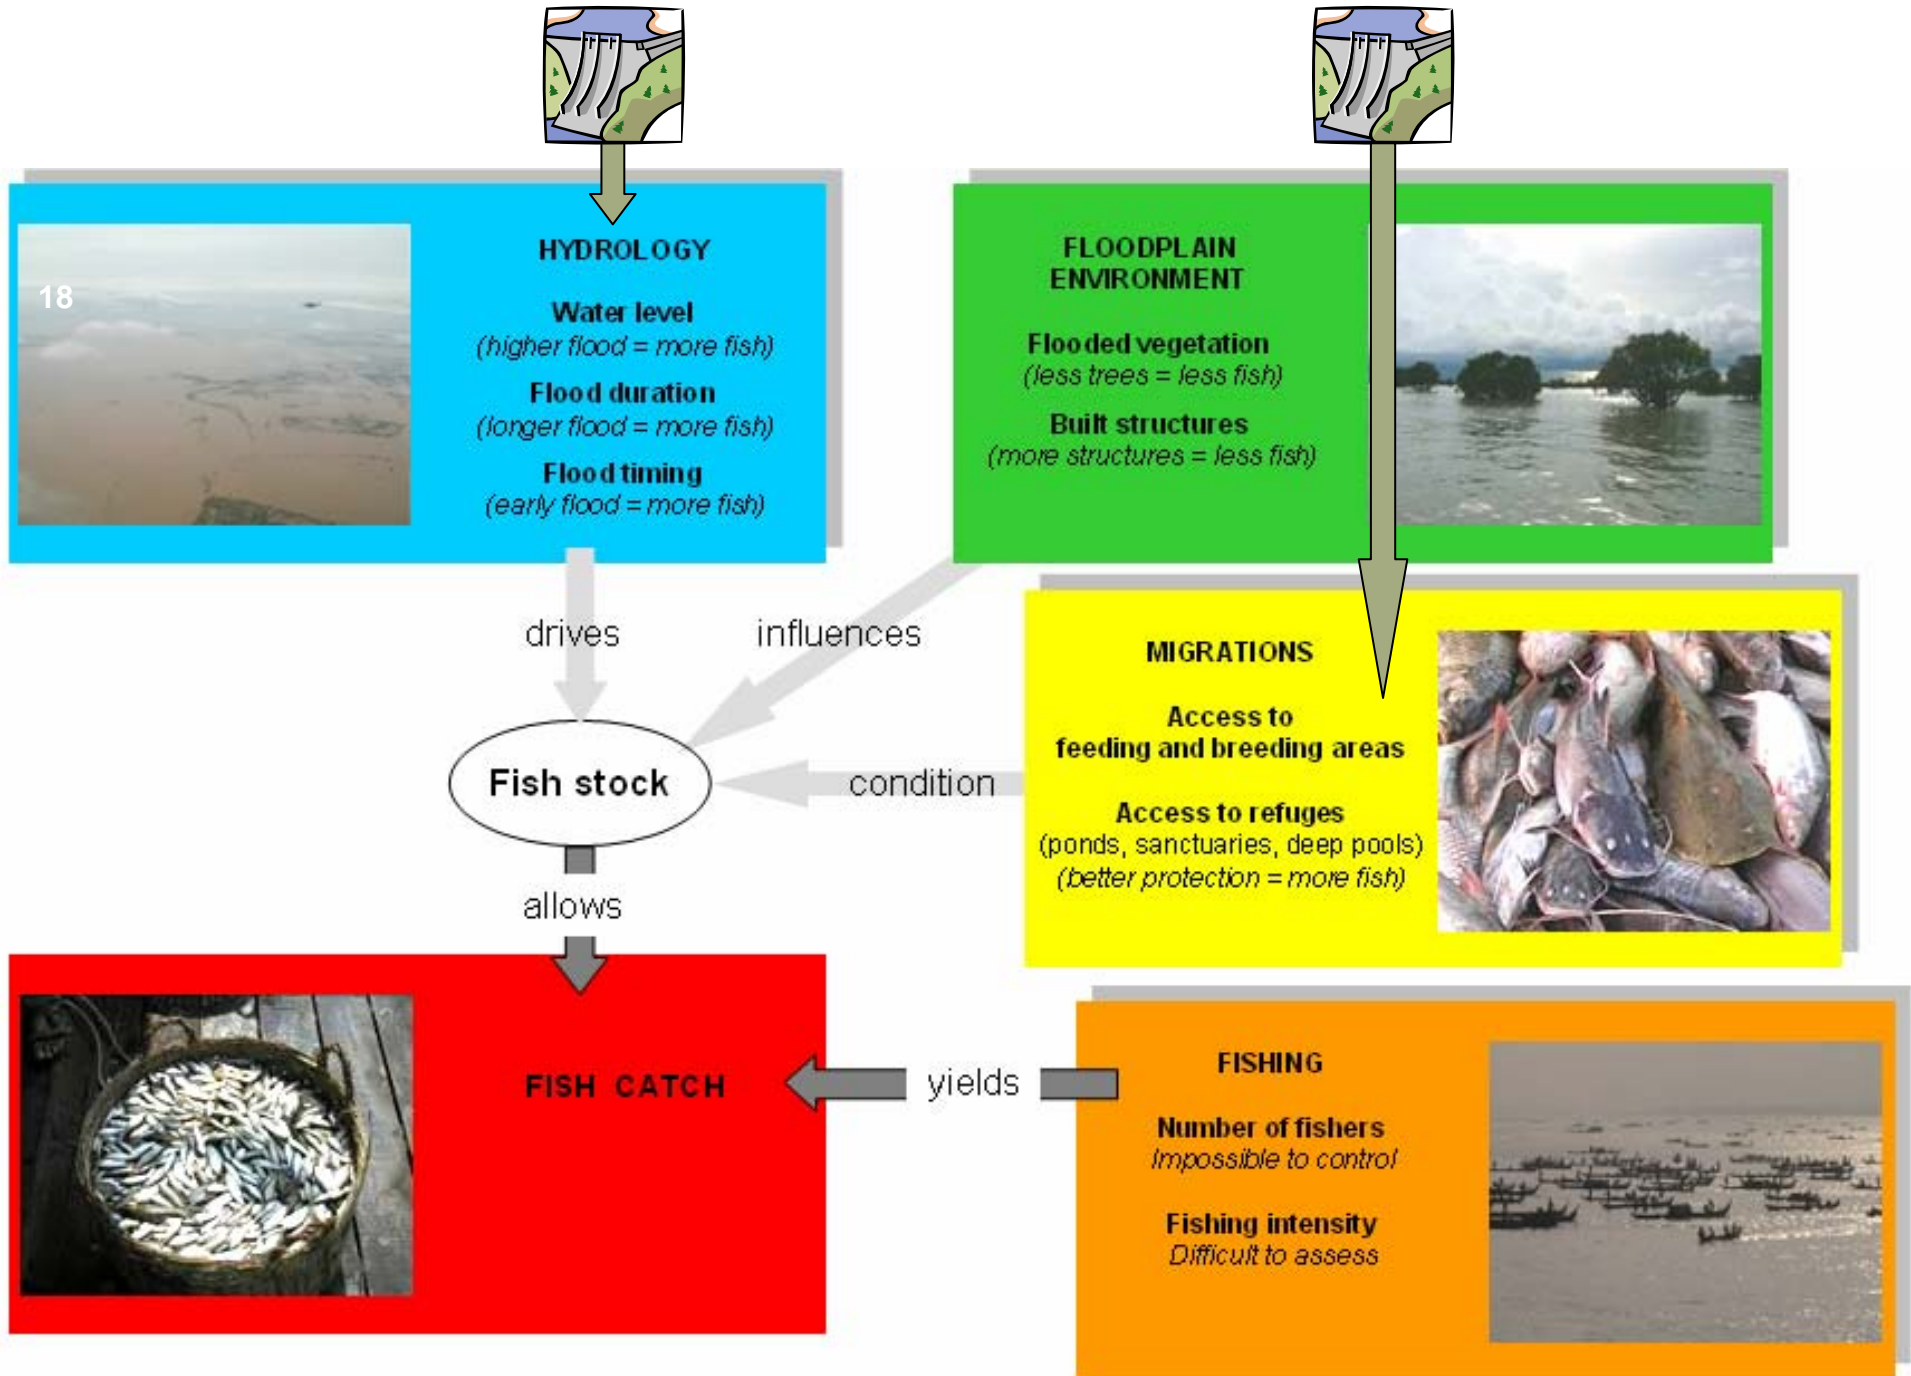 18
HYDROLOGY
Water level
(higher flood = more fish)
Flood duration
(longer flood = more fish)
Flood timing
(early flood = more fish)
FLOODPLAIN
ENVIRONMENT
Flooded vegetation
(less trees = less fish)
Built structures
(more structures = less fish)
drives
influences
MIGRATIONS
Access to
feeding and breeding areas
Access to refuges
(ponds, sanctuaries, deep pools)
(better protection = more fish)
Fish stock
condition
allows
FISH CATCH
yields
FISHING
Number of fishers
Impossible to control
Fishing intensity
Difficult to assess